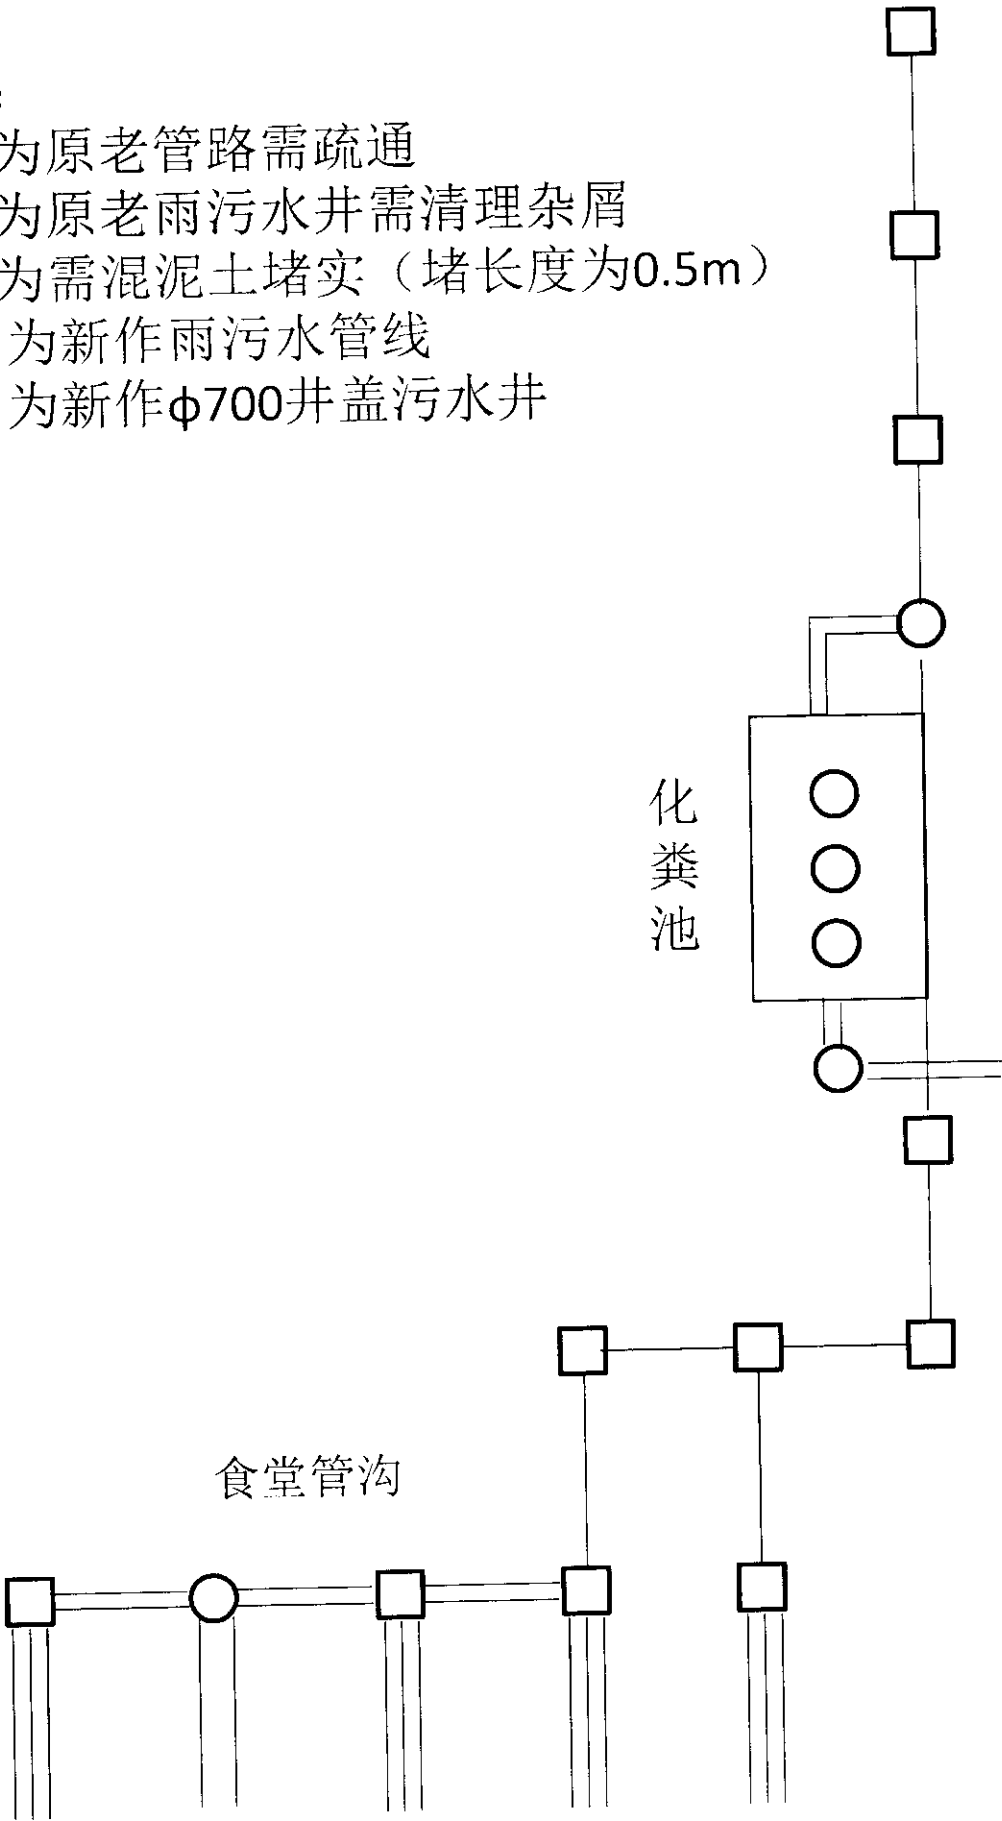 为原老管路需疏通
为原老雨污水井需清理杂屑
为需混泥土堵实（堵长度为0.5m）
为新作雨污水管线
为新作ф700井盖污水井
化
粪
池
食堂管沟